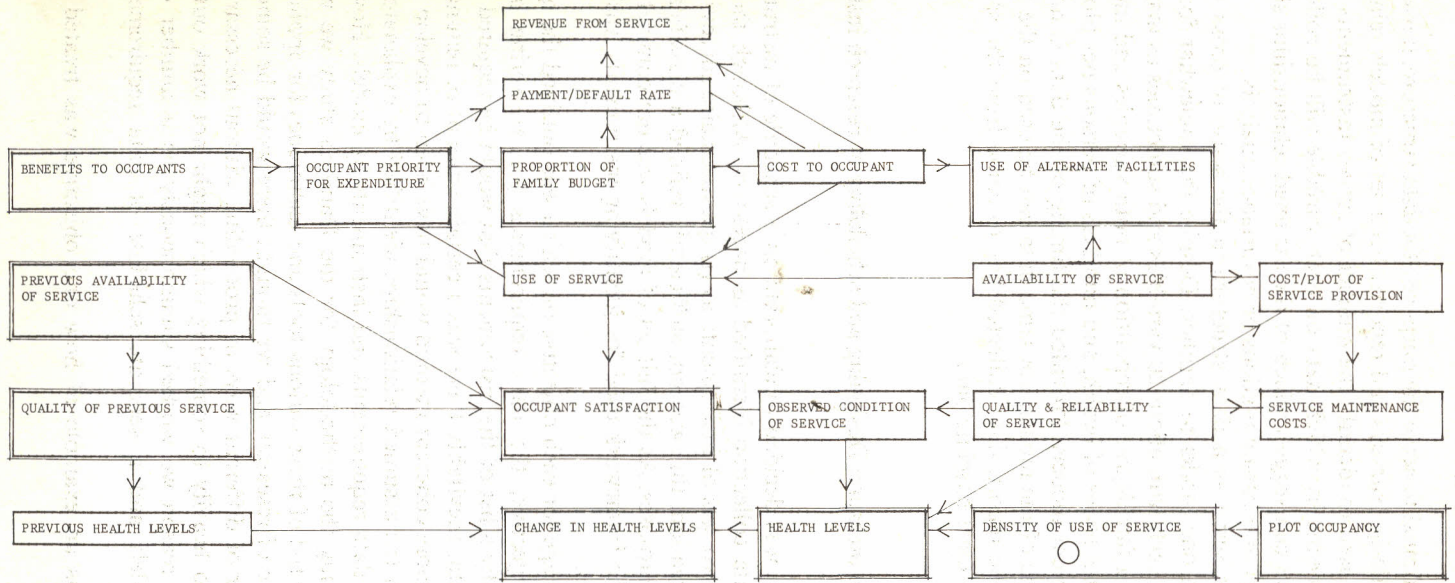 REVENUE FROM SERVICE
PAYMENT/DEFAULT RATE
BENEFITS TO OCCUPANTS
OCCUPANT PRIORITY
FOR EXPENDITURE
PROPORTION OF
FAMILY BUDGET
COST TO OCCUPANT
USE OF ALTERNATE FACILITIES
PREVIOUS AVAILABILITY
OF SERVICE
USE OF SERVICE
AVAILABILITY OF SERVICE
COST/PLOT OF
SERVICE PROVISION
QUALITY OF PREVIOUS SERVICE
OCCUPANT SATISFACTION
OBSERVED CONDITION
OF SERVICE
QUALITY & RELIABILITY
OF SERVICE
SERVICE MAINTENANCE
COSTS
PREVIOUS HEALTH LEVELS
CHANGE IN HEALTH LEVELS
HEALTH LEVELS
DENSITY OF USE OF SERVICE
PLOT OCCUPANCY